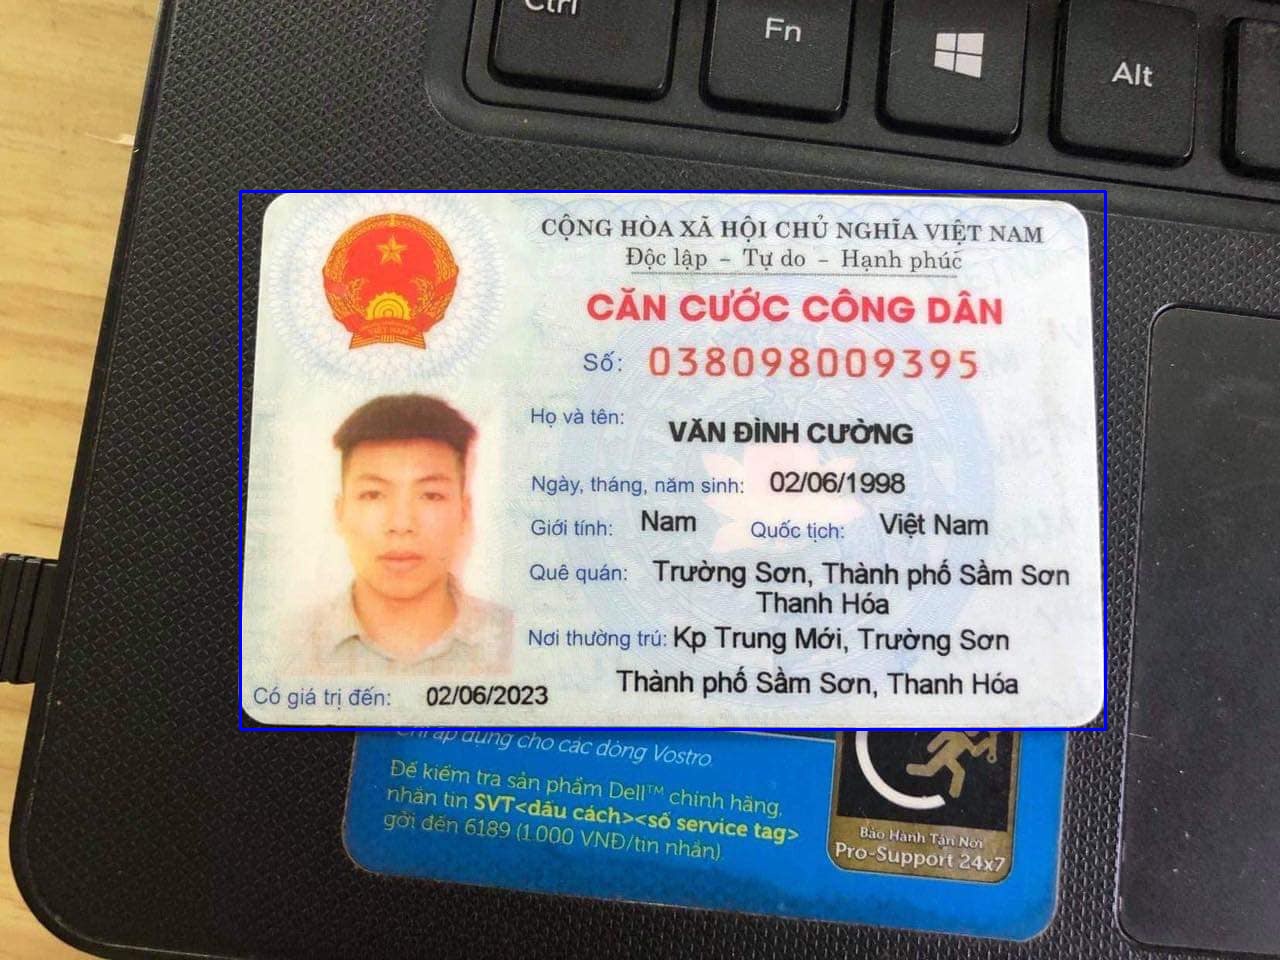 Ctrl
Fn
Alt
CỘNG HÒA XÃ HỘI CHỦ NGHĨA VIỆT NAM
Độc lập – Tự do – Hạnh phúc
CĂN CƯỚC CÔNG DÂN
Số: 038098009395
Họ và tên:
VĂN ĐÌNH CƯỜNG
Ngày, tháng, năm sinh: 02/06/1998
Giới tính: Nam Quốc tịch: Việt Nam
Quê quán: Trường Sơn, Thành phố Sầm Sơn
Thanh Hóa
Nơi thường trú: Kp Trung Mới, Trường Sơn
Thành phố Sầm Sơn, Thanh Hóa
Có giá trị đến: 02/06/2023
VIỆT NAM
Chỉ áp dụng cho các dòng Vostro.
Để kiểm tra sản phẩm Dell™ chính hãng,
nhắn tin SVT<dấu cách><số service tag>
gởi đến 6189 (1.000 VNĐ/tin nhắn).
Bảo Hành Tận Nơi
Pro-Support 24x7